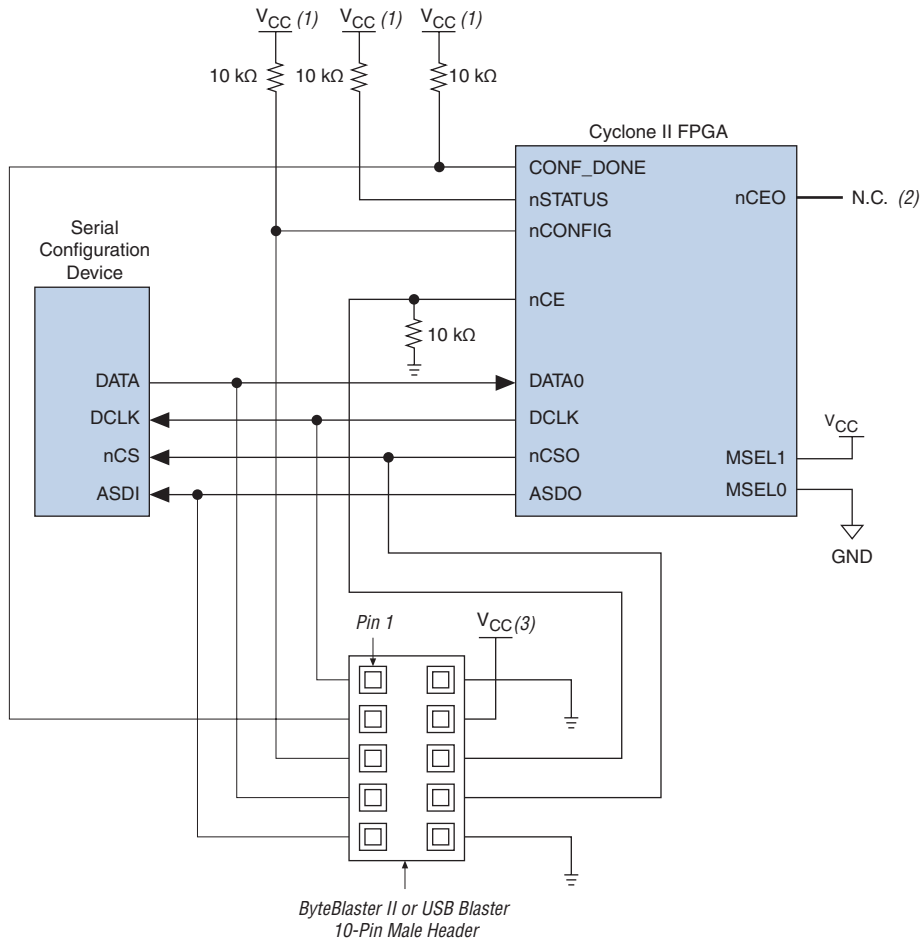 VCC (1)
VCC (1)
VCC (1)
10 kΩ
10 kΩ
10 kΩ
Cyclone II FPGA
CONF_DONE
nSTATUS
nCEO
N.C. (2)
nCONFIG
Serial
Configuration
Device
nCE
10 kΩ
DATA
DATA0
DCLK
DCLK
VCC
nCS
nCSO
MSEL1
ASDI
ASDO
MSEL0
GND
Pin 1
VCC (3)
ByteBlaster II or USB Blaster
10-Pin Male Header